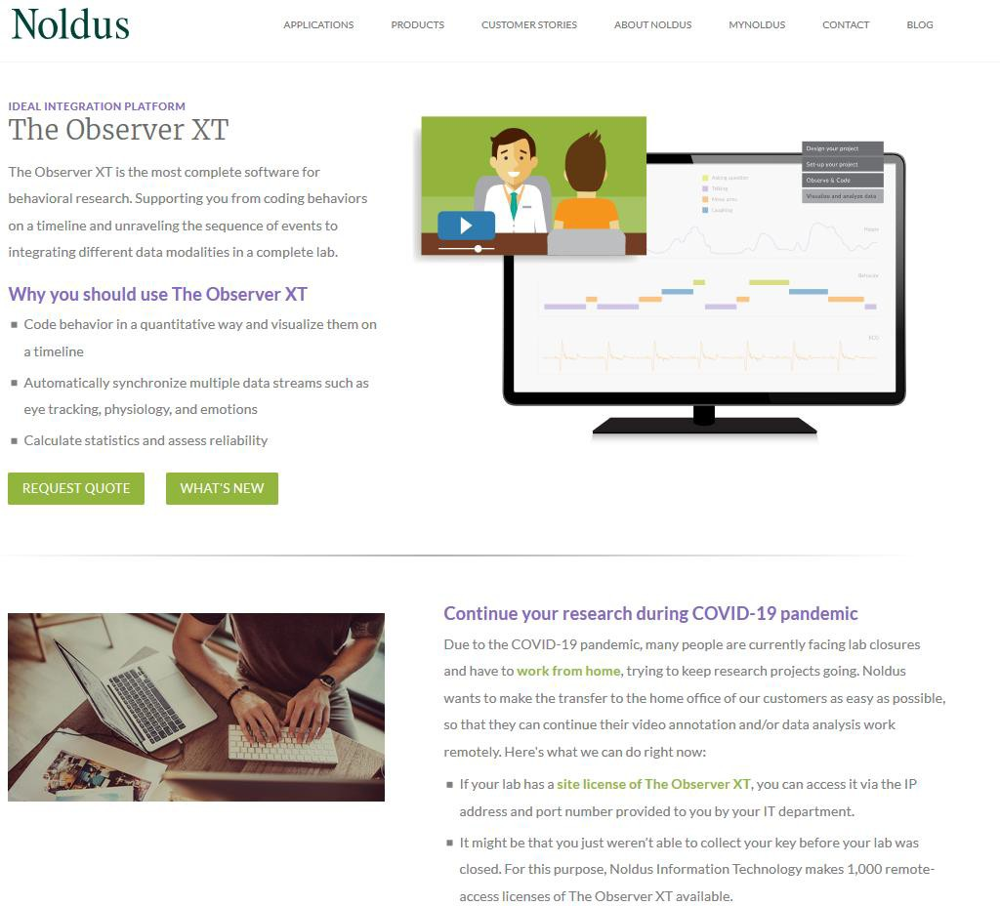 Noldus
APPLICATIONS
PRODUCTS
CUSTOMER STORIES
ABOUT NOLDUS
MYNOLDUS
CONTACT
BLOG
IDEAL INTEGRATION PLATFORM
The Observer XT
The Observer XT is the most complete software for
behavioral research. Supporting you from coding behaviors
on a timeline and unraveling the sequence of events to
integrating different data modalities in a complete lab.
Why you should use The Observer XT
Code behavior in a quantitative way and visualize them on
a timeline
Automatically synchronize multiple data streams such as
eye tracking, physiology, and emotions
Calculate statistics and assess reliability
REQUEST QUOTE
WHAT'S NEW
Design your project
Set-up your project
Observe & Code
Visualize and analyze data
Asking question
Talking
Move arms
Laughing
Behavior
ECG
Continue your research during COVID-19 pandemic
Due to the COVID-19 pandemic, many people are currently facing lab closures
and have to work from home, trying to keep research projects going. Noldus
wants to make the transfer to the home office of our customers as easy as possible,
so that they can continue their video annotation and/or data analysis work
remotely. Here's what we can do right now:
If your lab has a site license of The Observer XT, you can access it via the IP
address and port number provided to you by your IT department.
It might be that you just weren't able to collect your key before your lab was
closed. For this purpose, Noldus Information Technology makes 1,000 remote-
access licenses of The Observer XT available.